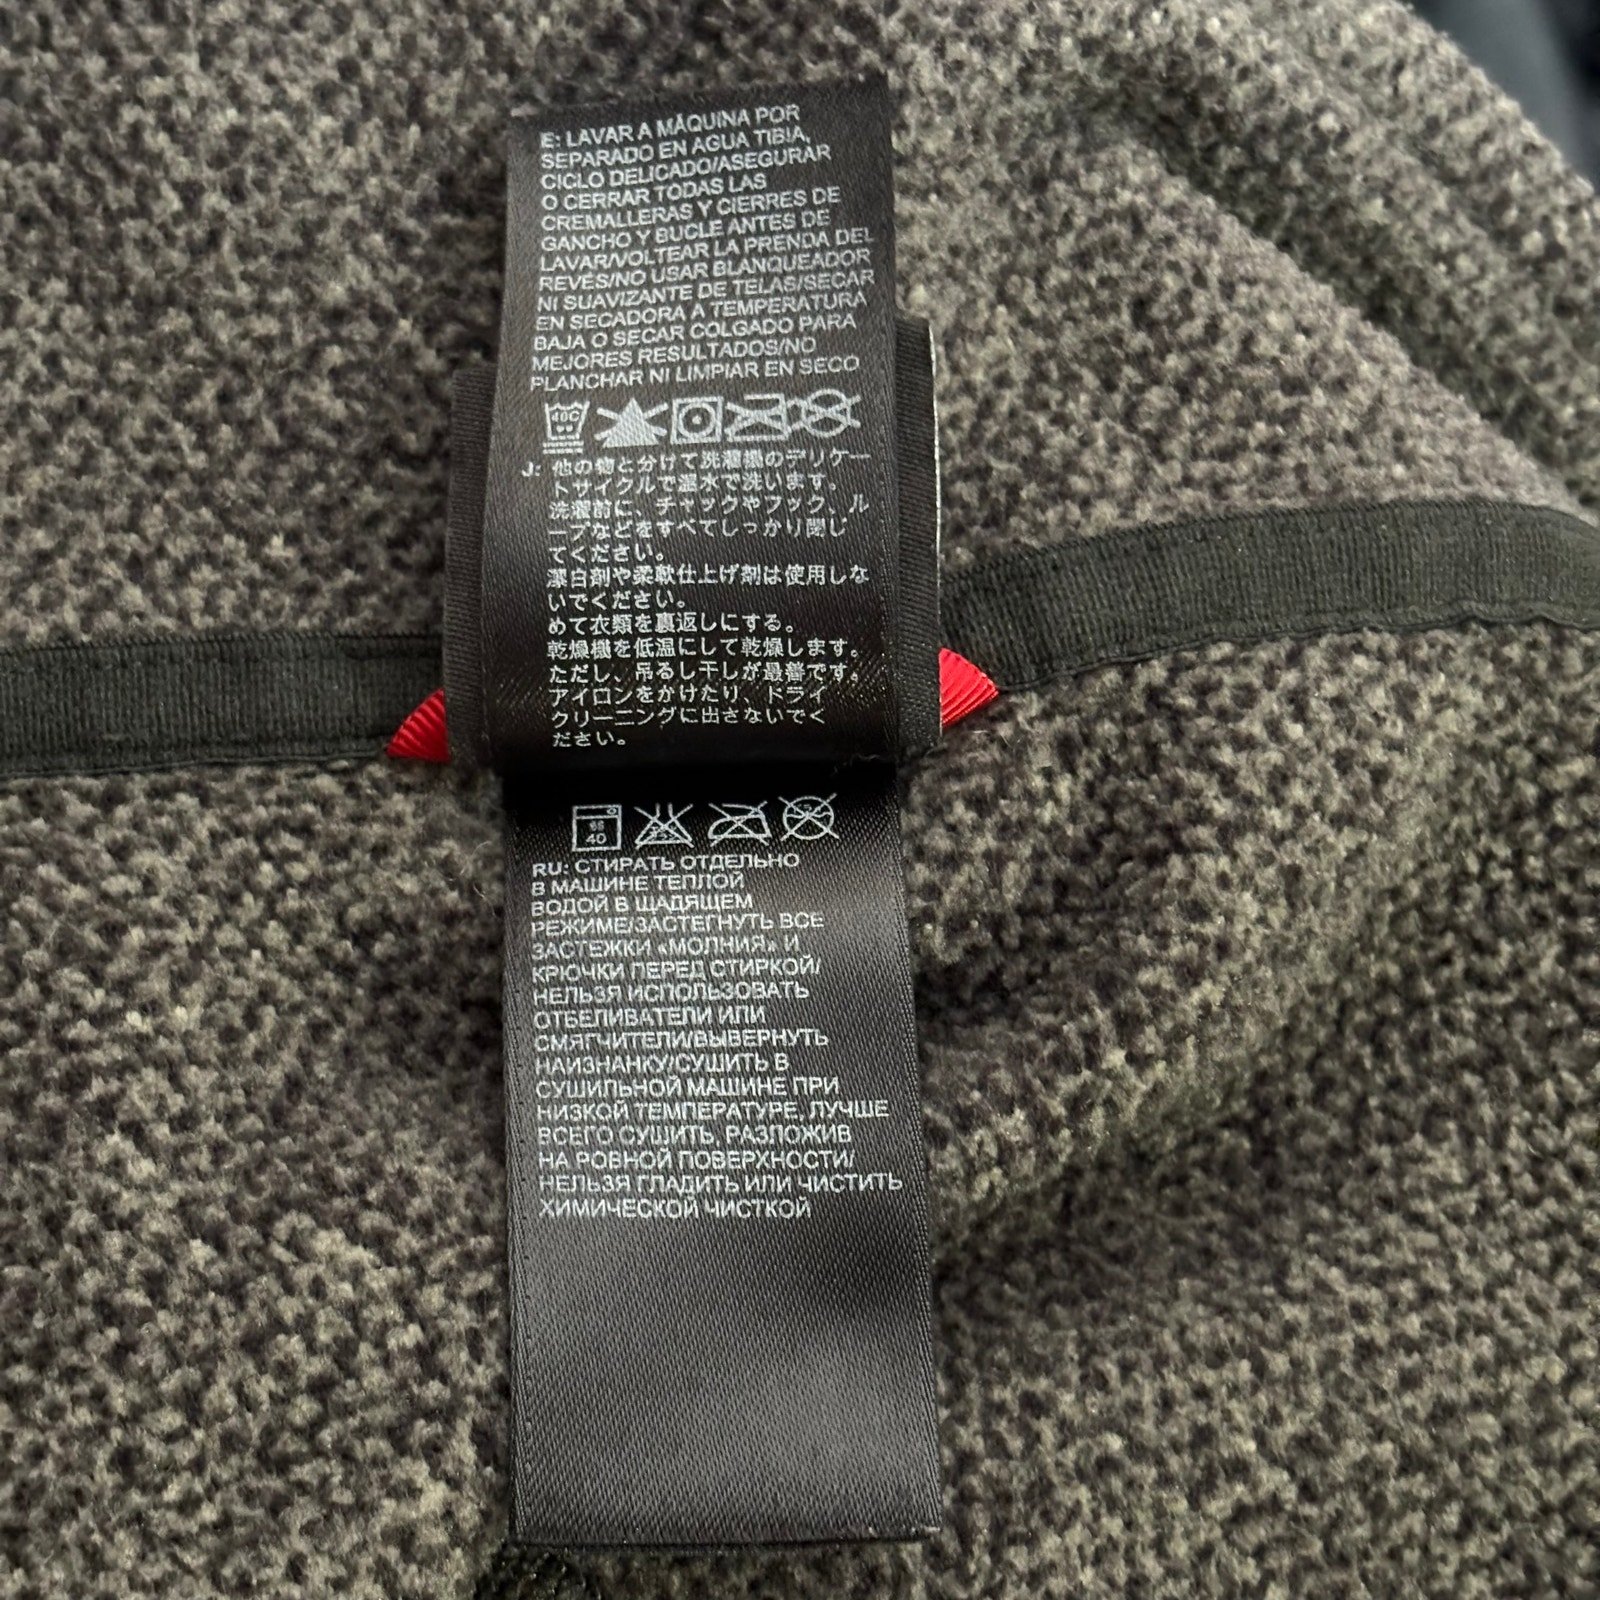 E: LAVAR A MÁQUINA POR
SEPARADO EN AGUA TIBIA,
CICLO DELICADO/ASEGURAR
O CERRAR TODAS LAS
CREMALLERAS Y CIERRES DE
GANCHO Y BUCLE ANTES DE
LAVAR/VOLTEAR LA PRENDA DEL
REVÉS/NO USAR BLANQUEADOR
NI SUAVIZANTE DE TELAS/SECAR
EN SECADORA A TEMPERATURA
BAJA O SECAR COLGADO PARA
MEJORES RESULTADOS/NO
PLANCHAR NI LIMPIAR EN SECO
40C
J: 他の物と分けて洗濯機のデリケー
トサイクルで温水で洗います。
洗濯前に、チャックやフック、ル
ープなどをすべてしっかり閉じ
てください。
漂白剤や柔軟仕上げ剤は使用しな
いでください。
めて衣類を裏返しにする。
乾燥機を低温にして乾燥します。
ただし、吊るし干しが最善です。
アイロンをかけたり、ドライ
クリーニングに出さないでく
ださい。
40
RU: СТИРАТЬ ОТДЕЛЬНО
В МАШИНЕ ТЕПЛОЙ
ВОДОЙ В ЩАДЯЩЕМ
РЕЖИМЕ/ЗАСТЕГНУТЬ ВСЕ
ЗАСТЕЖКИ «МОЛНИЯ» И
КРЮЧКИ ПЕРЕД СТИРКОЙ/
НЕЛЬЗЯ ИСПОЛЬЗОВАТЬ
ОТБЕЛИВАТЕЛИ ИЛИ
СМЯГЧИТЕЛИ/ВЫВЕРНУТЬ
НАИЗНАНКУ/СУШИТЬ В
СУШИЛЬНОЙ МАШИНЕ ПРИ
НИЗКОЙ ТЕМПЕРАТУРЕ, ЛУЧШЕ
ВСЕГО СУШИТЬ, РАЗЛОЖИВ
НА РОВНОЙ ПОВЕРХНОСТИ/
НЕЛЬЗЯ ГЛАДИТЬ ИЛИ ЧИСТИТЬ
ХИМИЧЕСКОЙ ЧИСТКОЙ